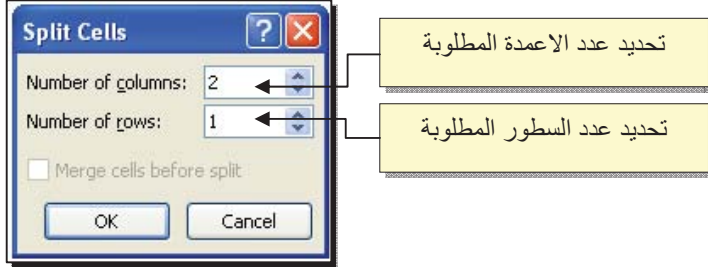 Split Cells
Number of columns: 2
Number of rows: 1
Merge cells before split
OK Cancel
تحديد عدد الاعمدة المطلوبة
تحديد عدد السطور المطلوبة